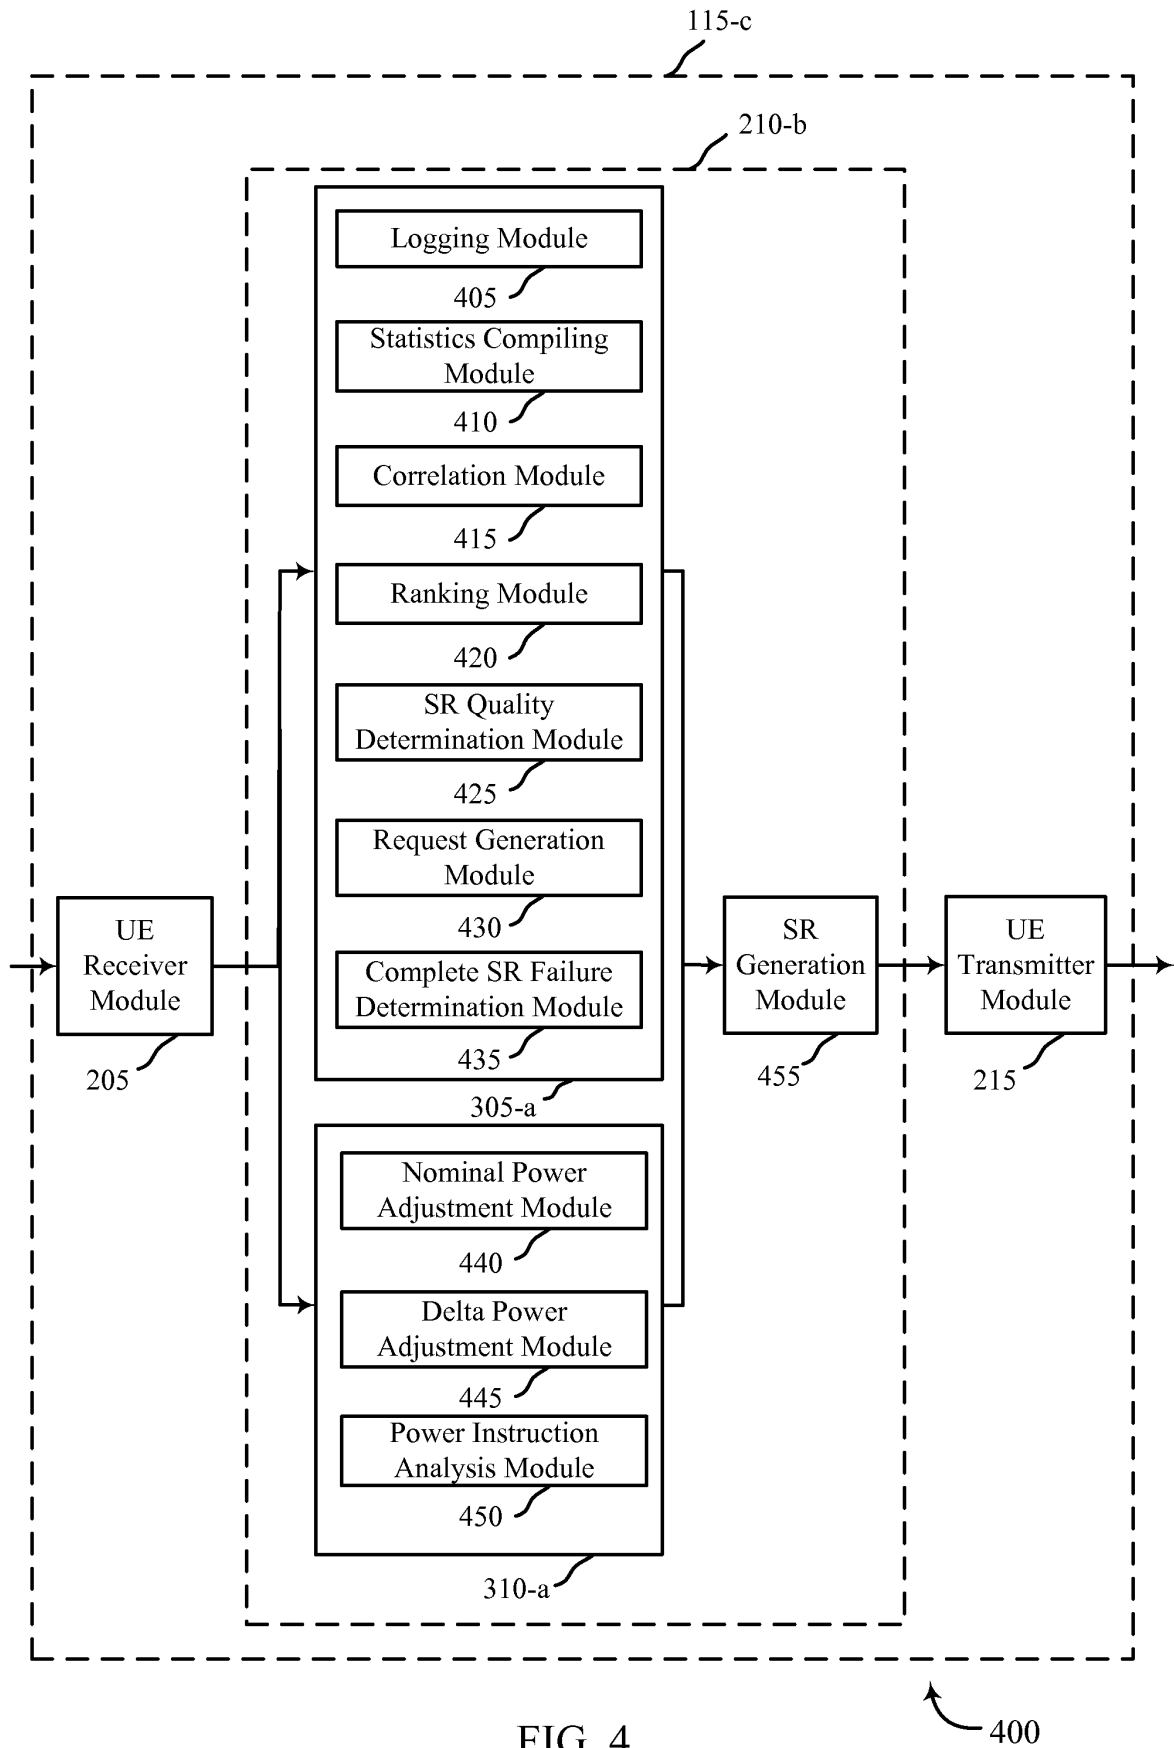 115-c
210-b
Logging Module
405
Statistics Compiling
Module
410
Correlation Module
415
Ranking Module
420
SR Quality
Determination Module
425
Request Generation
Module
430
Complete SR Failure
Determination Module
435
305-a
UE
Receiver
Module
205
SR
Generation
Module
455
UE
Transmitter
Module
215
Nominal Power
Adjustment Module
440
Delta Power
Adjustment Module
445
Power Instruction
Analysis Module
450
310-a
400
FIG. 4